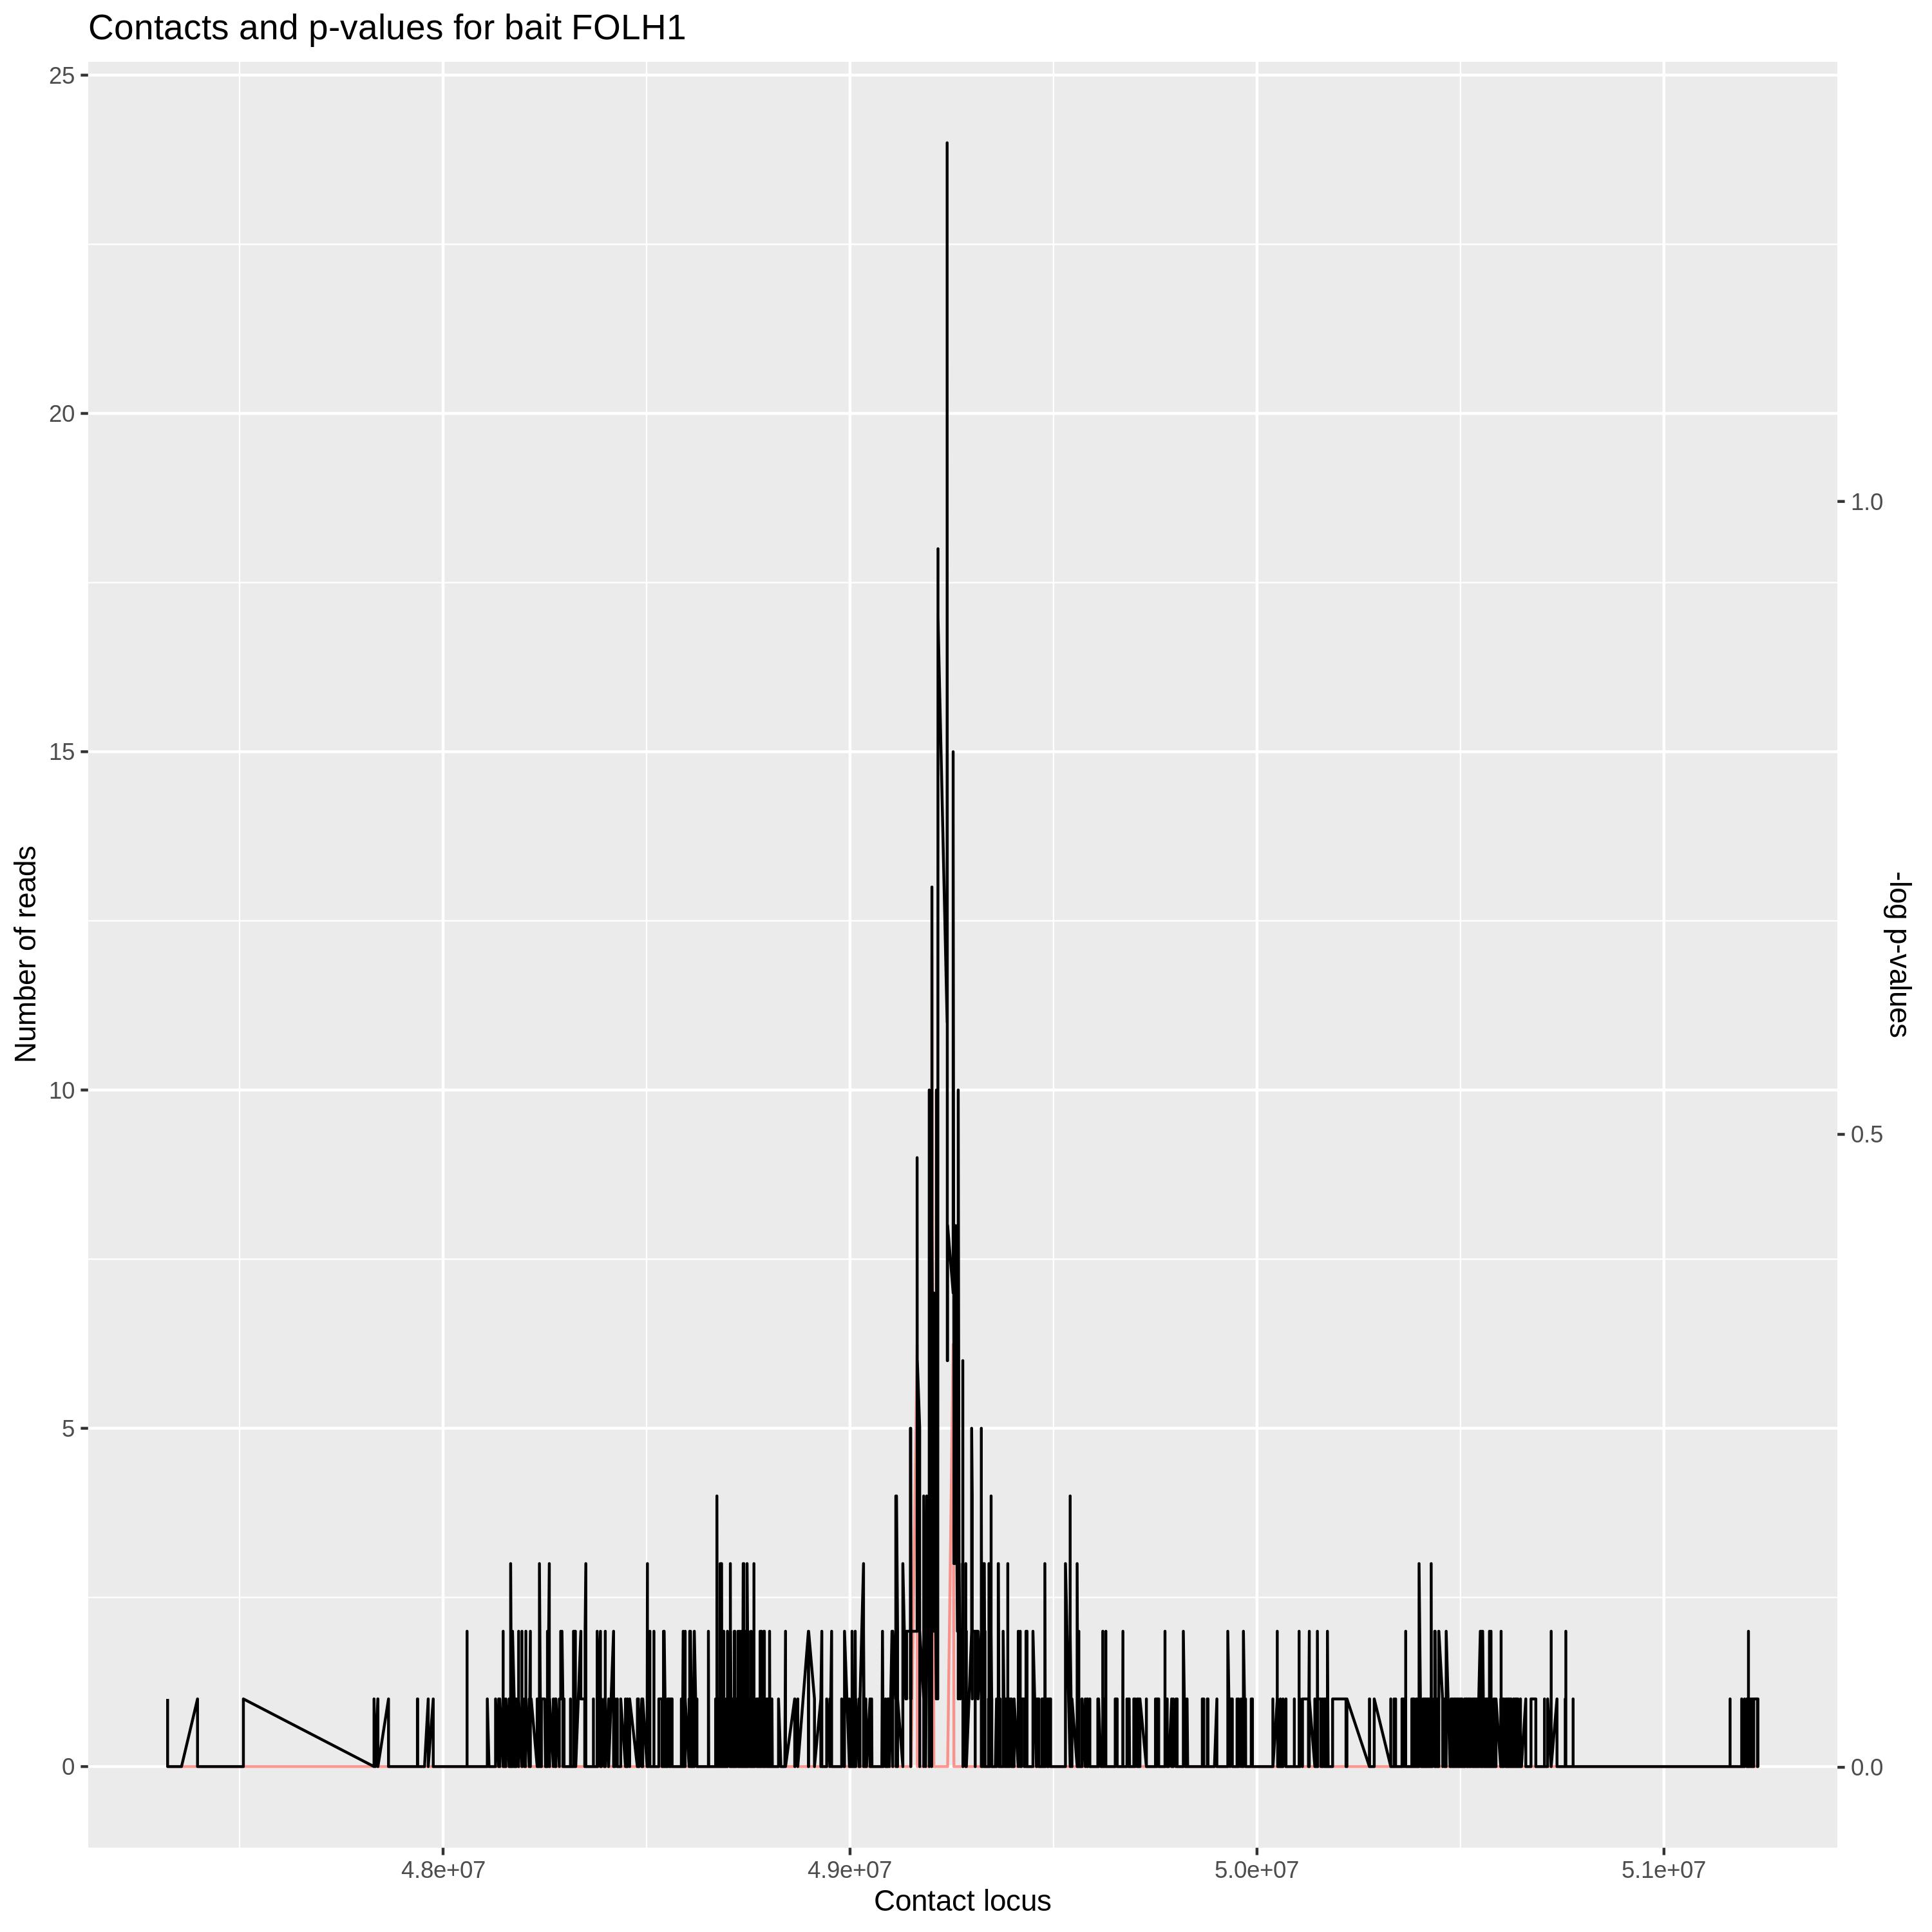 Contacts and p-values for bait FOLH1
25
20
15
10
5
0
Number of reads
1.0
0.5
0.0
-log p-values
4.8e+07
4.9e+07
5.0e+07
5.1e+07
Contact locus